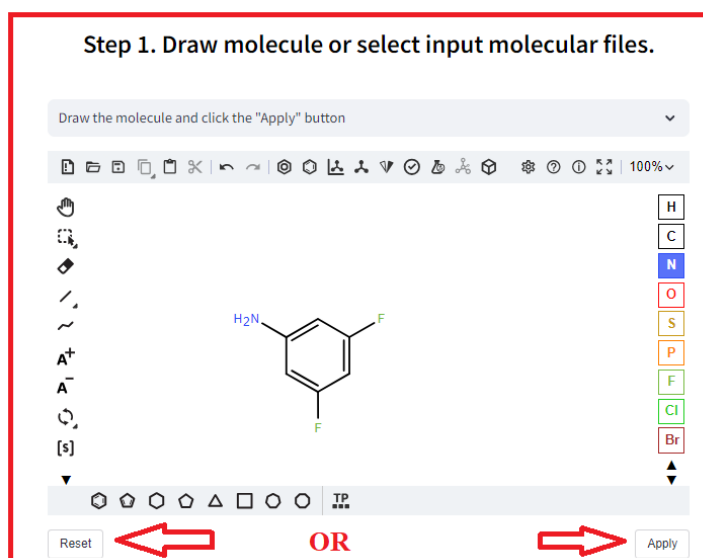 Step 1. Draw molecule or select input molecular files.
Draw the molecule and click the "Apply" button
100%
H
C
N
O
S
P
F
Cl
Br
H₂N
F
F
A+
A−
[s]
TP
Reset
OR
Apply